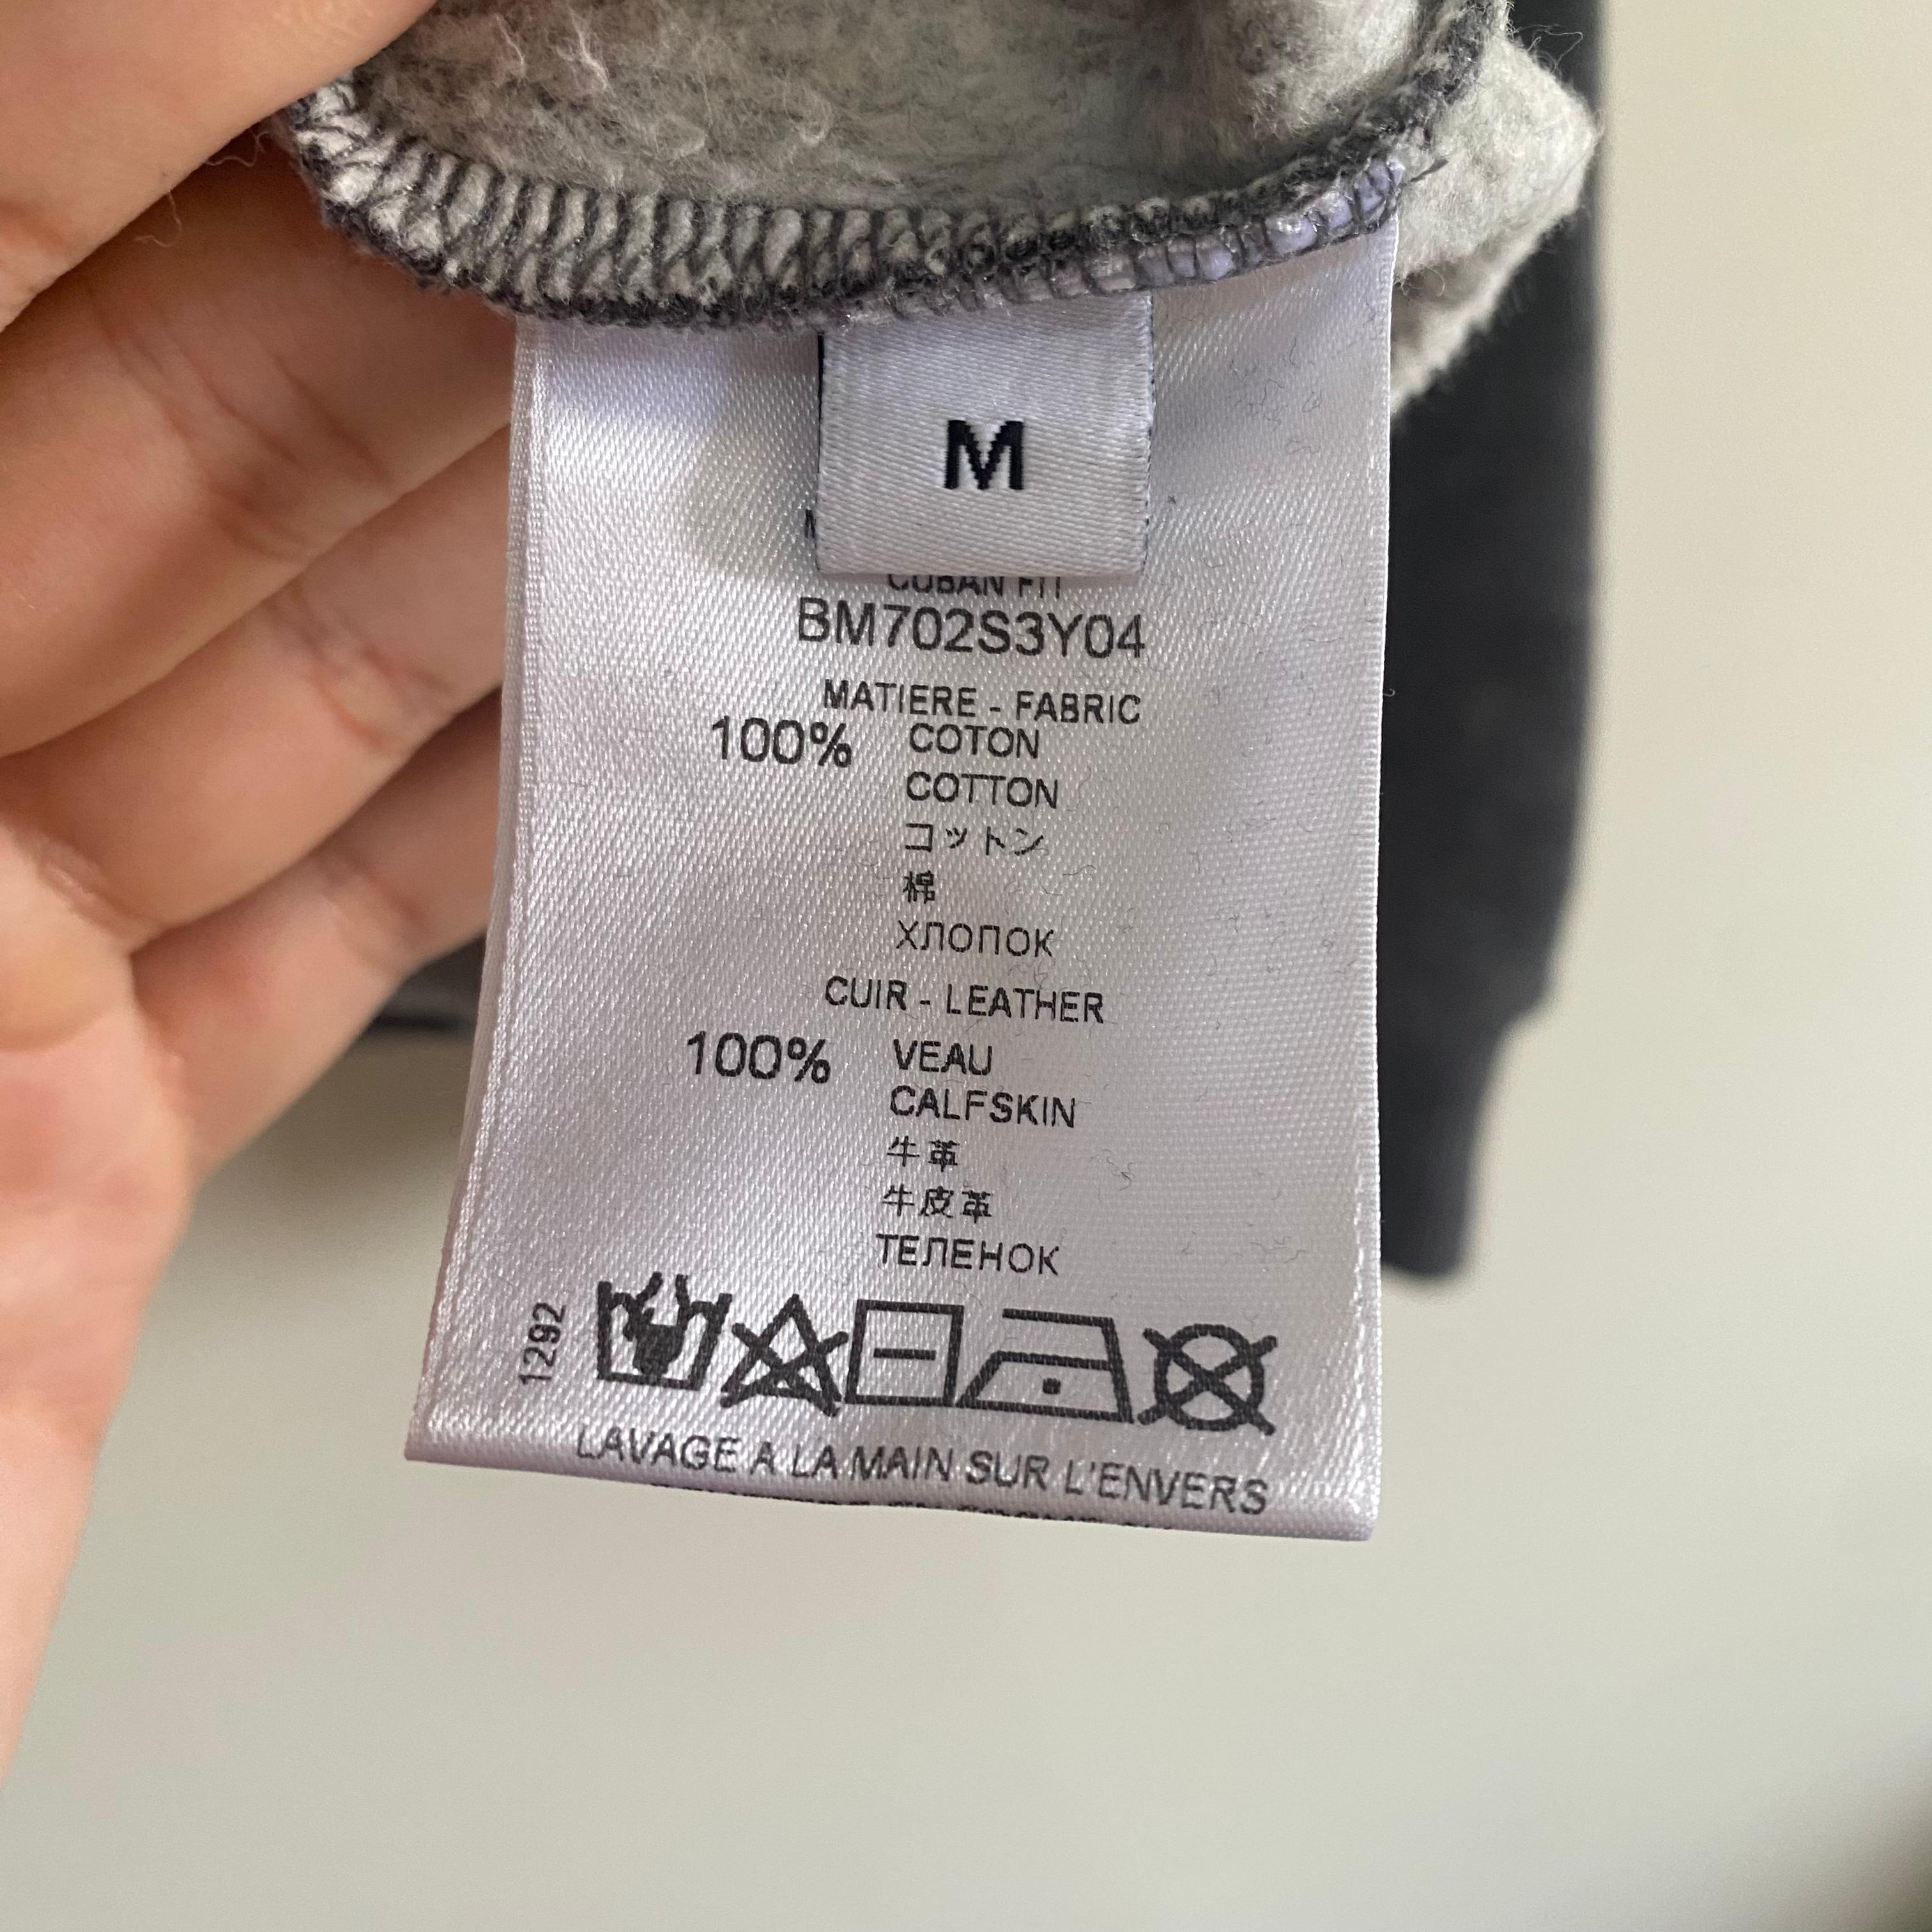 M
CUBAN FIT
BM702S3Y04
MATIERE - FABRIC
100% COTON
COTTON
コットン
棉
ХЛОПОК
CUIR - LEATHER
100% VEAU
CALFSKIN
牛革
牛皮革
ТЕЛЕНОК
1292
LAVAGE A LA MAIN SUR L'ENVERS